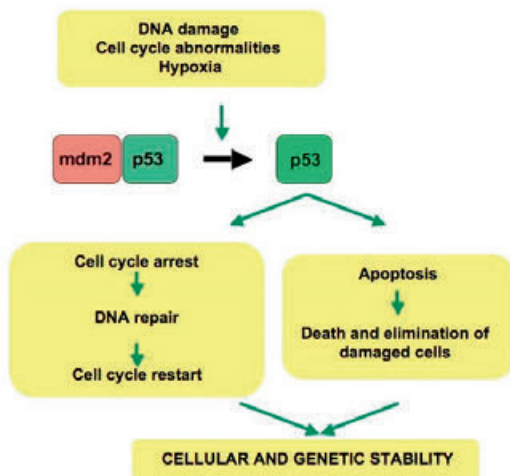 DNA damage
Cell cycle abnormalities
Hypoxia
mdm2 p53 p53
Cell cycle arrest
DNA repair
Cell cycle restart
Apoptosis
Death and elimination of
damaged cells
CELLULAR AND GENETIC STABILITY